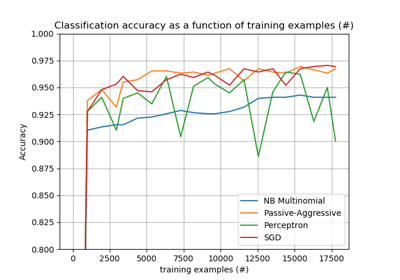 Classification accuracy as a function of training examples (#)
1.000
0.975
0.950
0.925
0.900
0.875
0.850
0.825
0.800
Accuracy
NB Multinomial
Passive-Aggressive
Perceptron
SGD
0 2500 5000 7500 10000 12500 15000 17500
training examples (#)